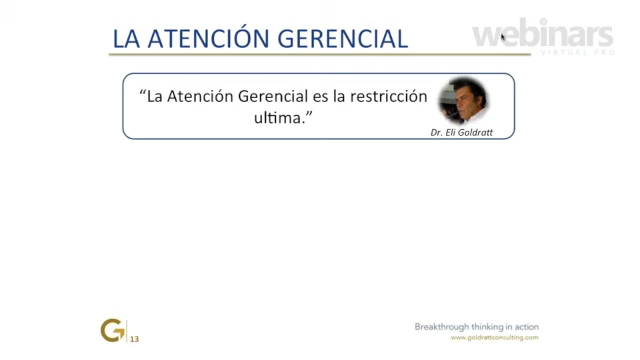 LA ATENCIÓN GERENCIAL
webinars
VIRTUAL PRO
“La Atención Gerencial es la restricción
ultima.”
Dr. Eli Goldratt
G
13
Breakthrough thinking in action
www.goldrattconsulting.com